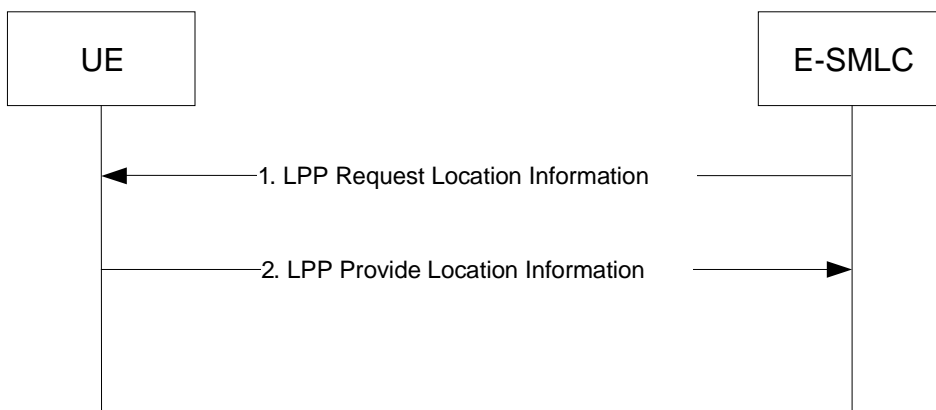 UE
E-SMLC
1. LPP Request Location Information
2. LPP Provide Location Information